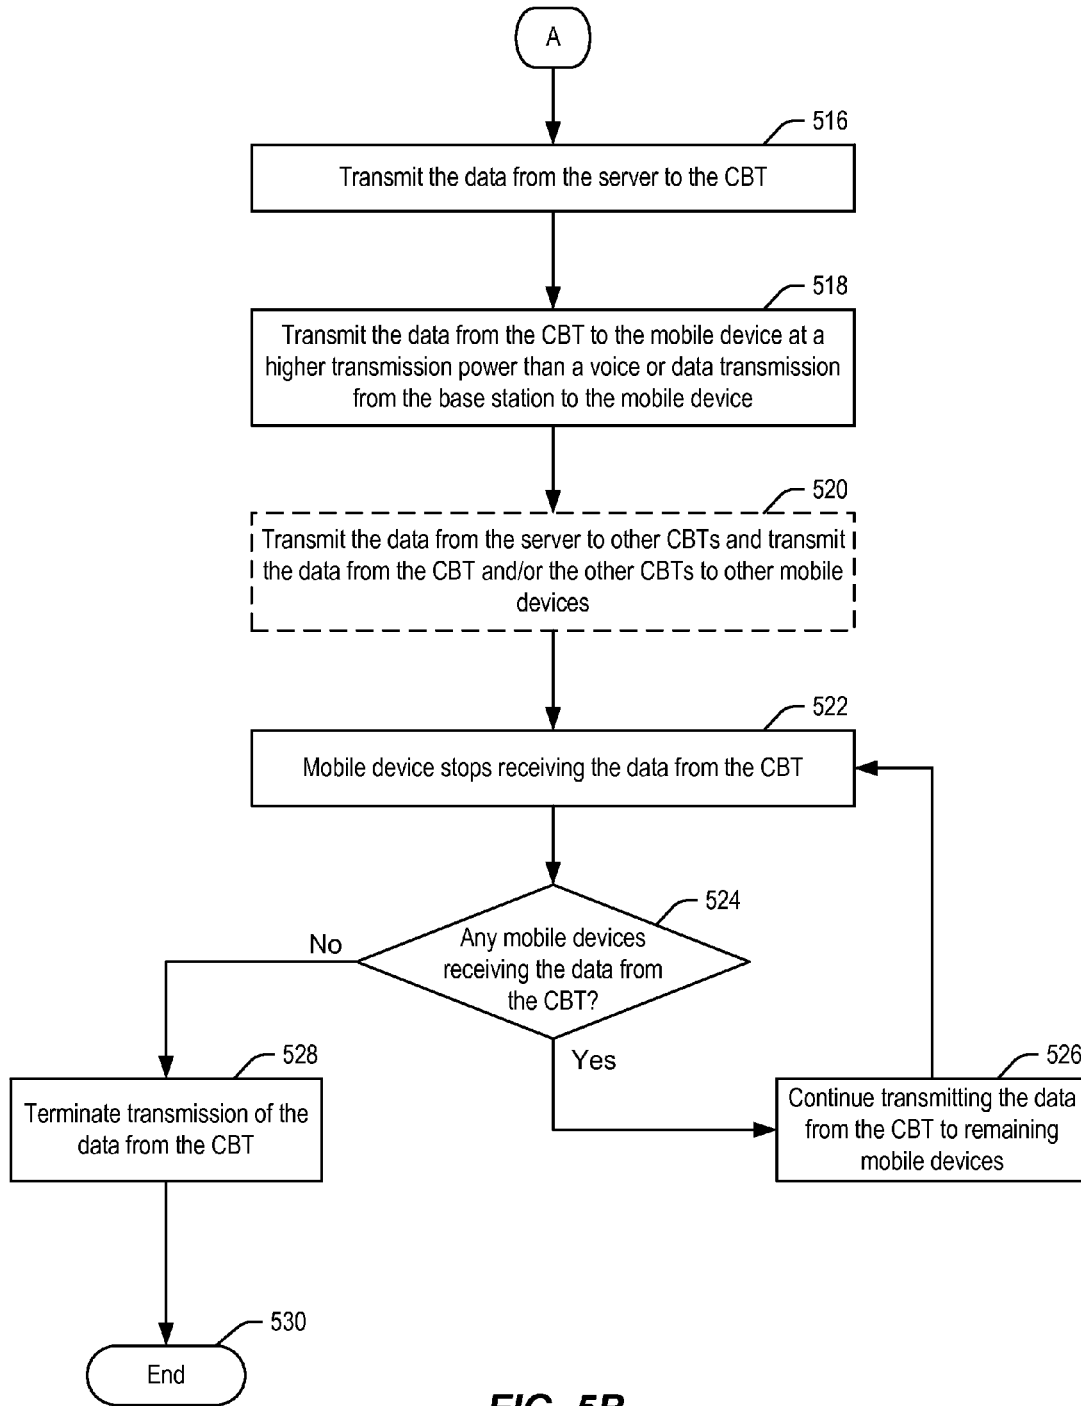 A
516
Transmit the data from the server to the CBT
518
Transmit the data from the CBT to the mobile device at a
higher transmission power than a voice or data transmission
from the base station to the mobile device
520
Transmit the data from the server to other CBTs and transmit
the data from the CBT and/or the other CBTs to other mobile
devices
522
Mobile device stops receiving the data from the CBT
524
Any mobile devices
receiving the data from
the CBT?
No
Yes
528
Terminate transmission of the
data from the CBT
526
Continue transmitting the data
from the CBT to remaining
mobile devices
530
End
FIG. 5B